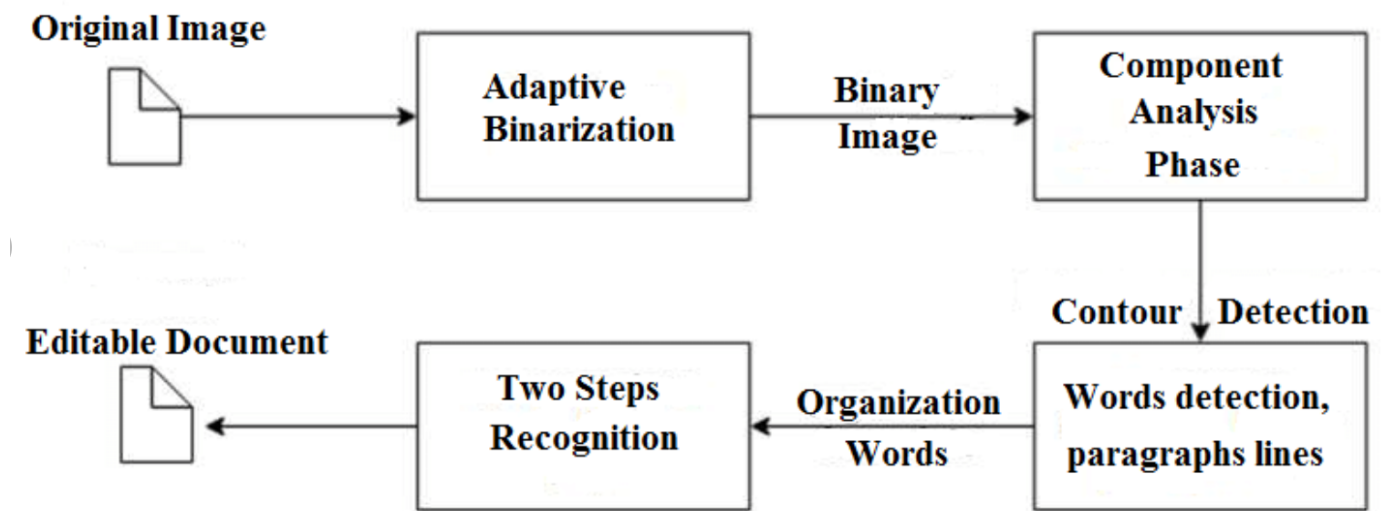 Original Image
Adaptive
Binarization
Binary
Image
Component
Analysis
Phase
Contour Detection
Words detection,
paragraphs lines
Organization
Words
Two Steps
Recognition
Editable Document